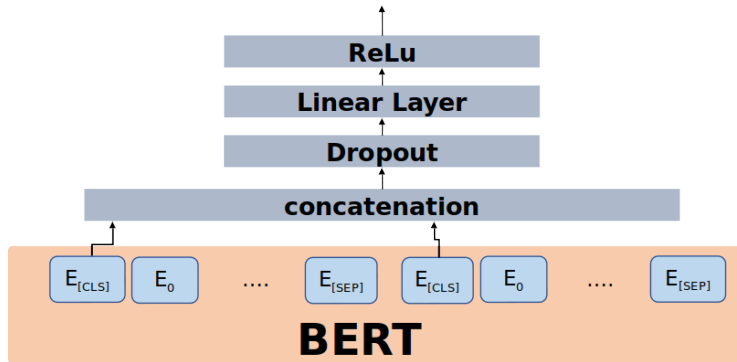 ReLu
Linear Layer
Dropout
concatenation
E[CLS] E0 .... E[SEP] E[CLS] E0 .... E[SEP]
BERT